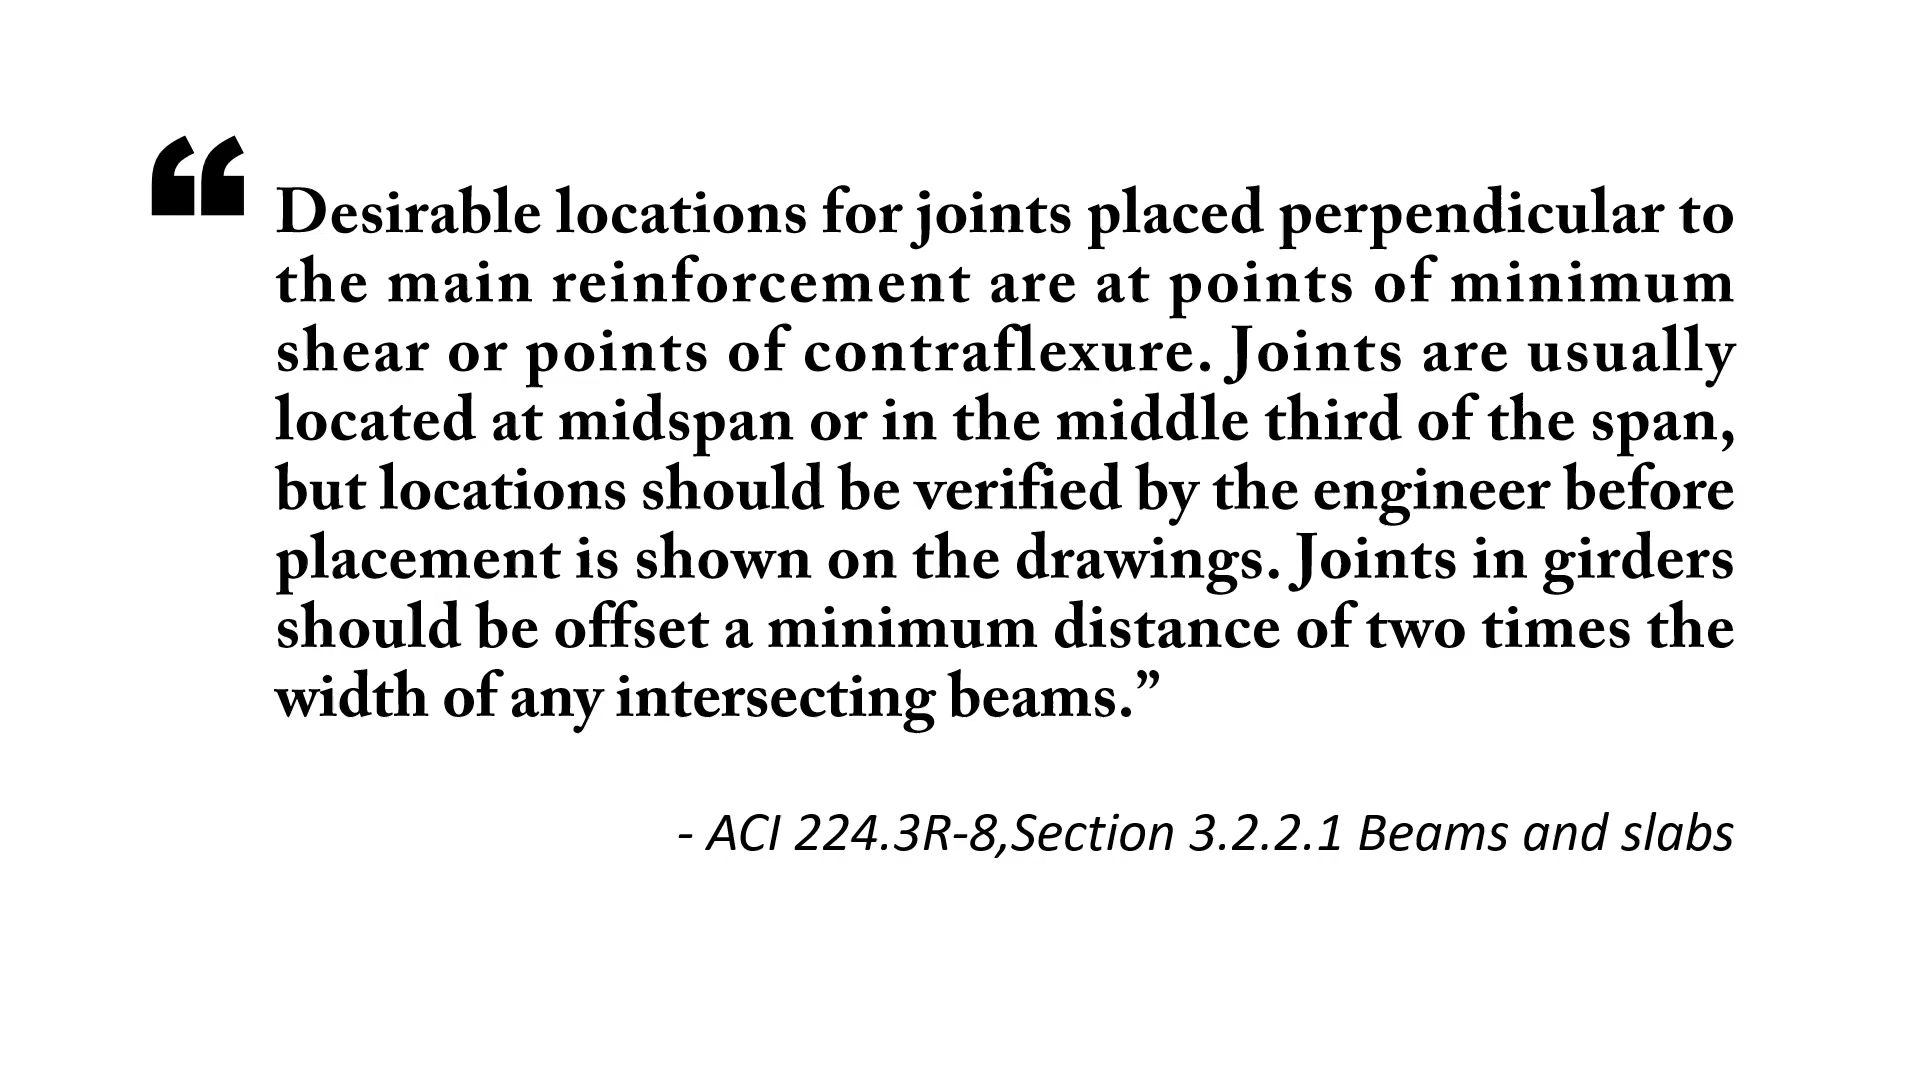 “Desirable locations for joints placed perpendicular to
the main reinforcement are at points of minimum
shear or points of contraflexure. Joints are usually
located at midspan or in the middle third of the span,
but locations should be verified by the engineer before
placement is shown on the drawings. Joints in girders
should be offset a minimum distance of two times the
width of any intersecting beams.”
- ACI 224.3R-8,Section 3.2.2.1 Beams and slabs